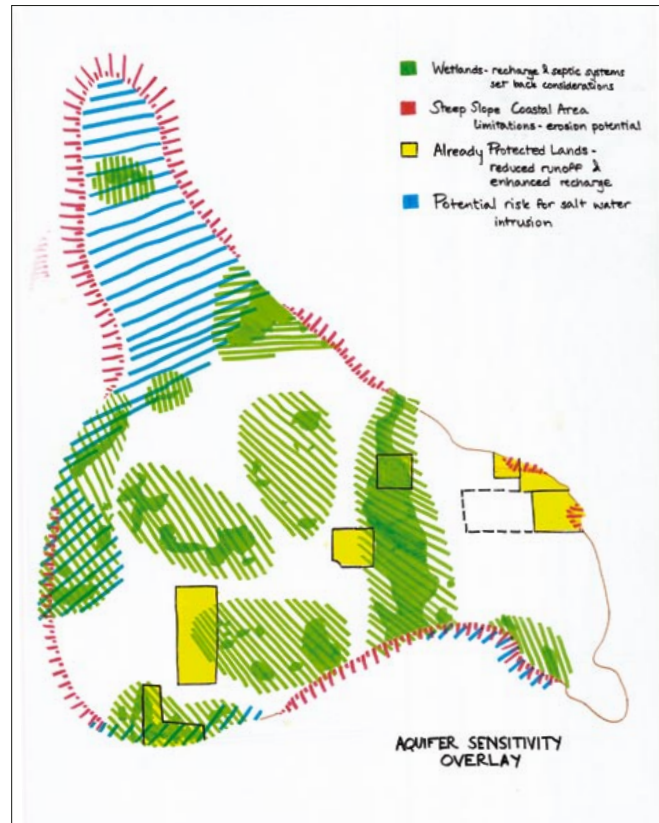 Wetlands - recharge & septic systems
set back considerations
Steep Slope Coastal Area
limitations - erosion potential
Already Protected Lands -
reduced runoff &
enhanced recharge
Potential risk for salt water
intrusion
AQUIFER SENSITIVITY
OVERLAY